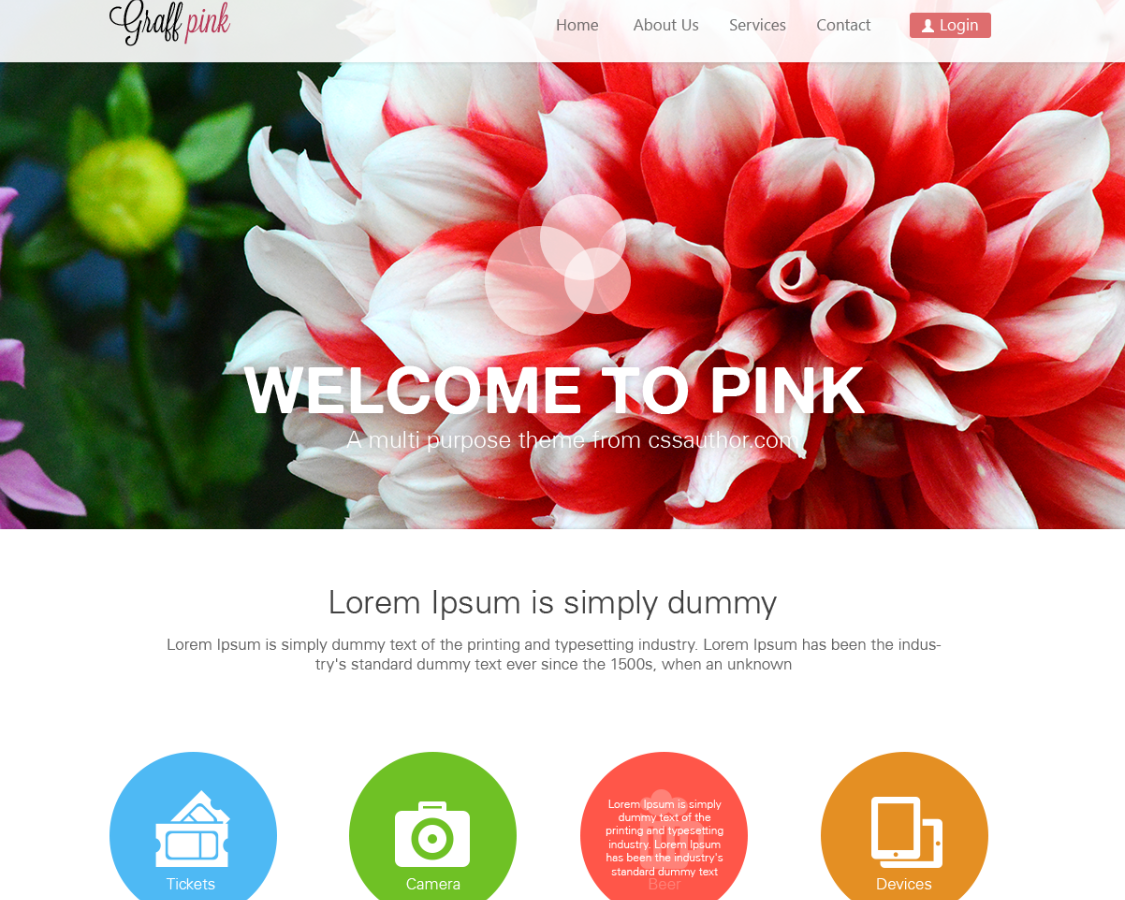 Graff pink
Home About Us Services Contact Login
WELCOME TO PINK
A multi purpose theme from cssauthor.com
Lorem Ipsum is simply dummy
Lorem Ipsum is simply dummy text of the printing and typesetting industry. Lorem Ipsum has been the indus-
try's standard dummy text ever since the 1500s, when an unknown
Tickets
Camera
Lorem Ipsum is simply
dummy text of the
printing and typesetting
industry. Lorem Ipsum
has been the industry's
standard dummy text
Beer
Devices